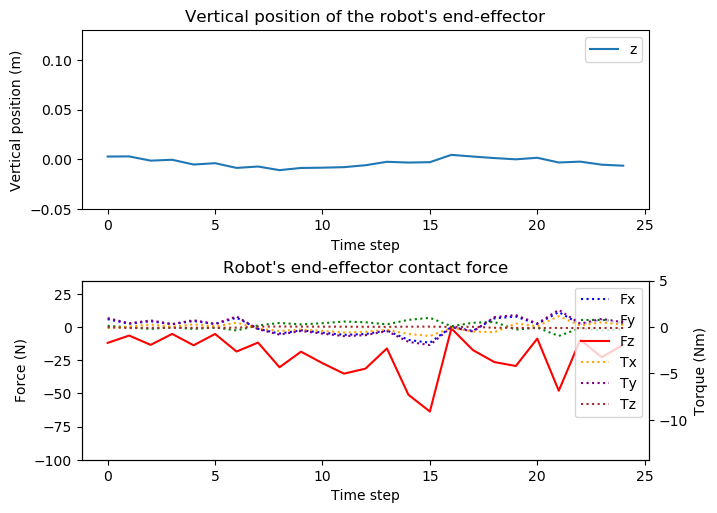 Vertical position of the robot's end-effector
z
Vertical position (m)
0.10
0.05
0.00
−0.05
0 5 10 15 20 25
Time step
Robot's end-effector contact force
Fx
Fy
Fz
Tx
Ty
Tz
Force (N)
25
0
−25
−50
−75
−100
5
0
−5
−10
Torque (Nm)
0 5 10 15 20 25
Time step